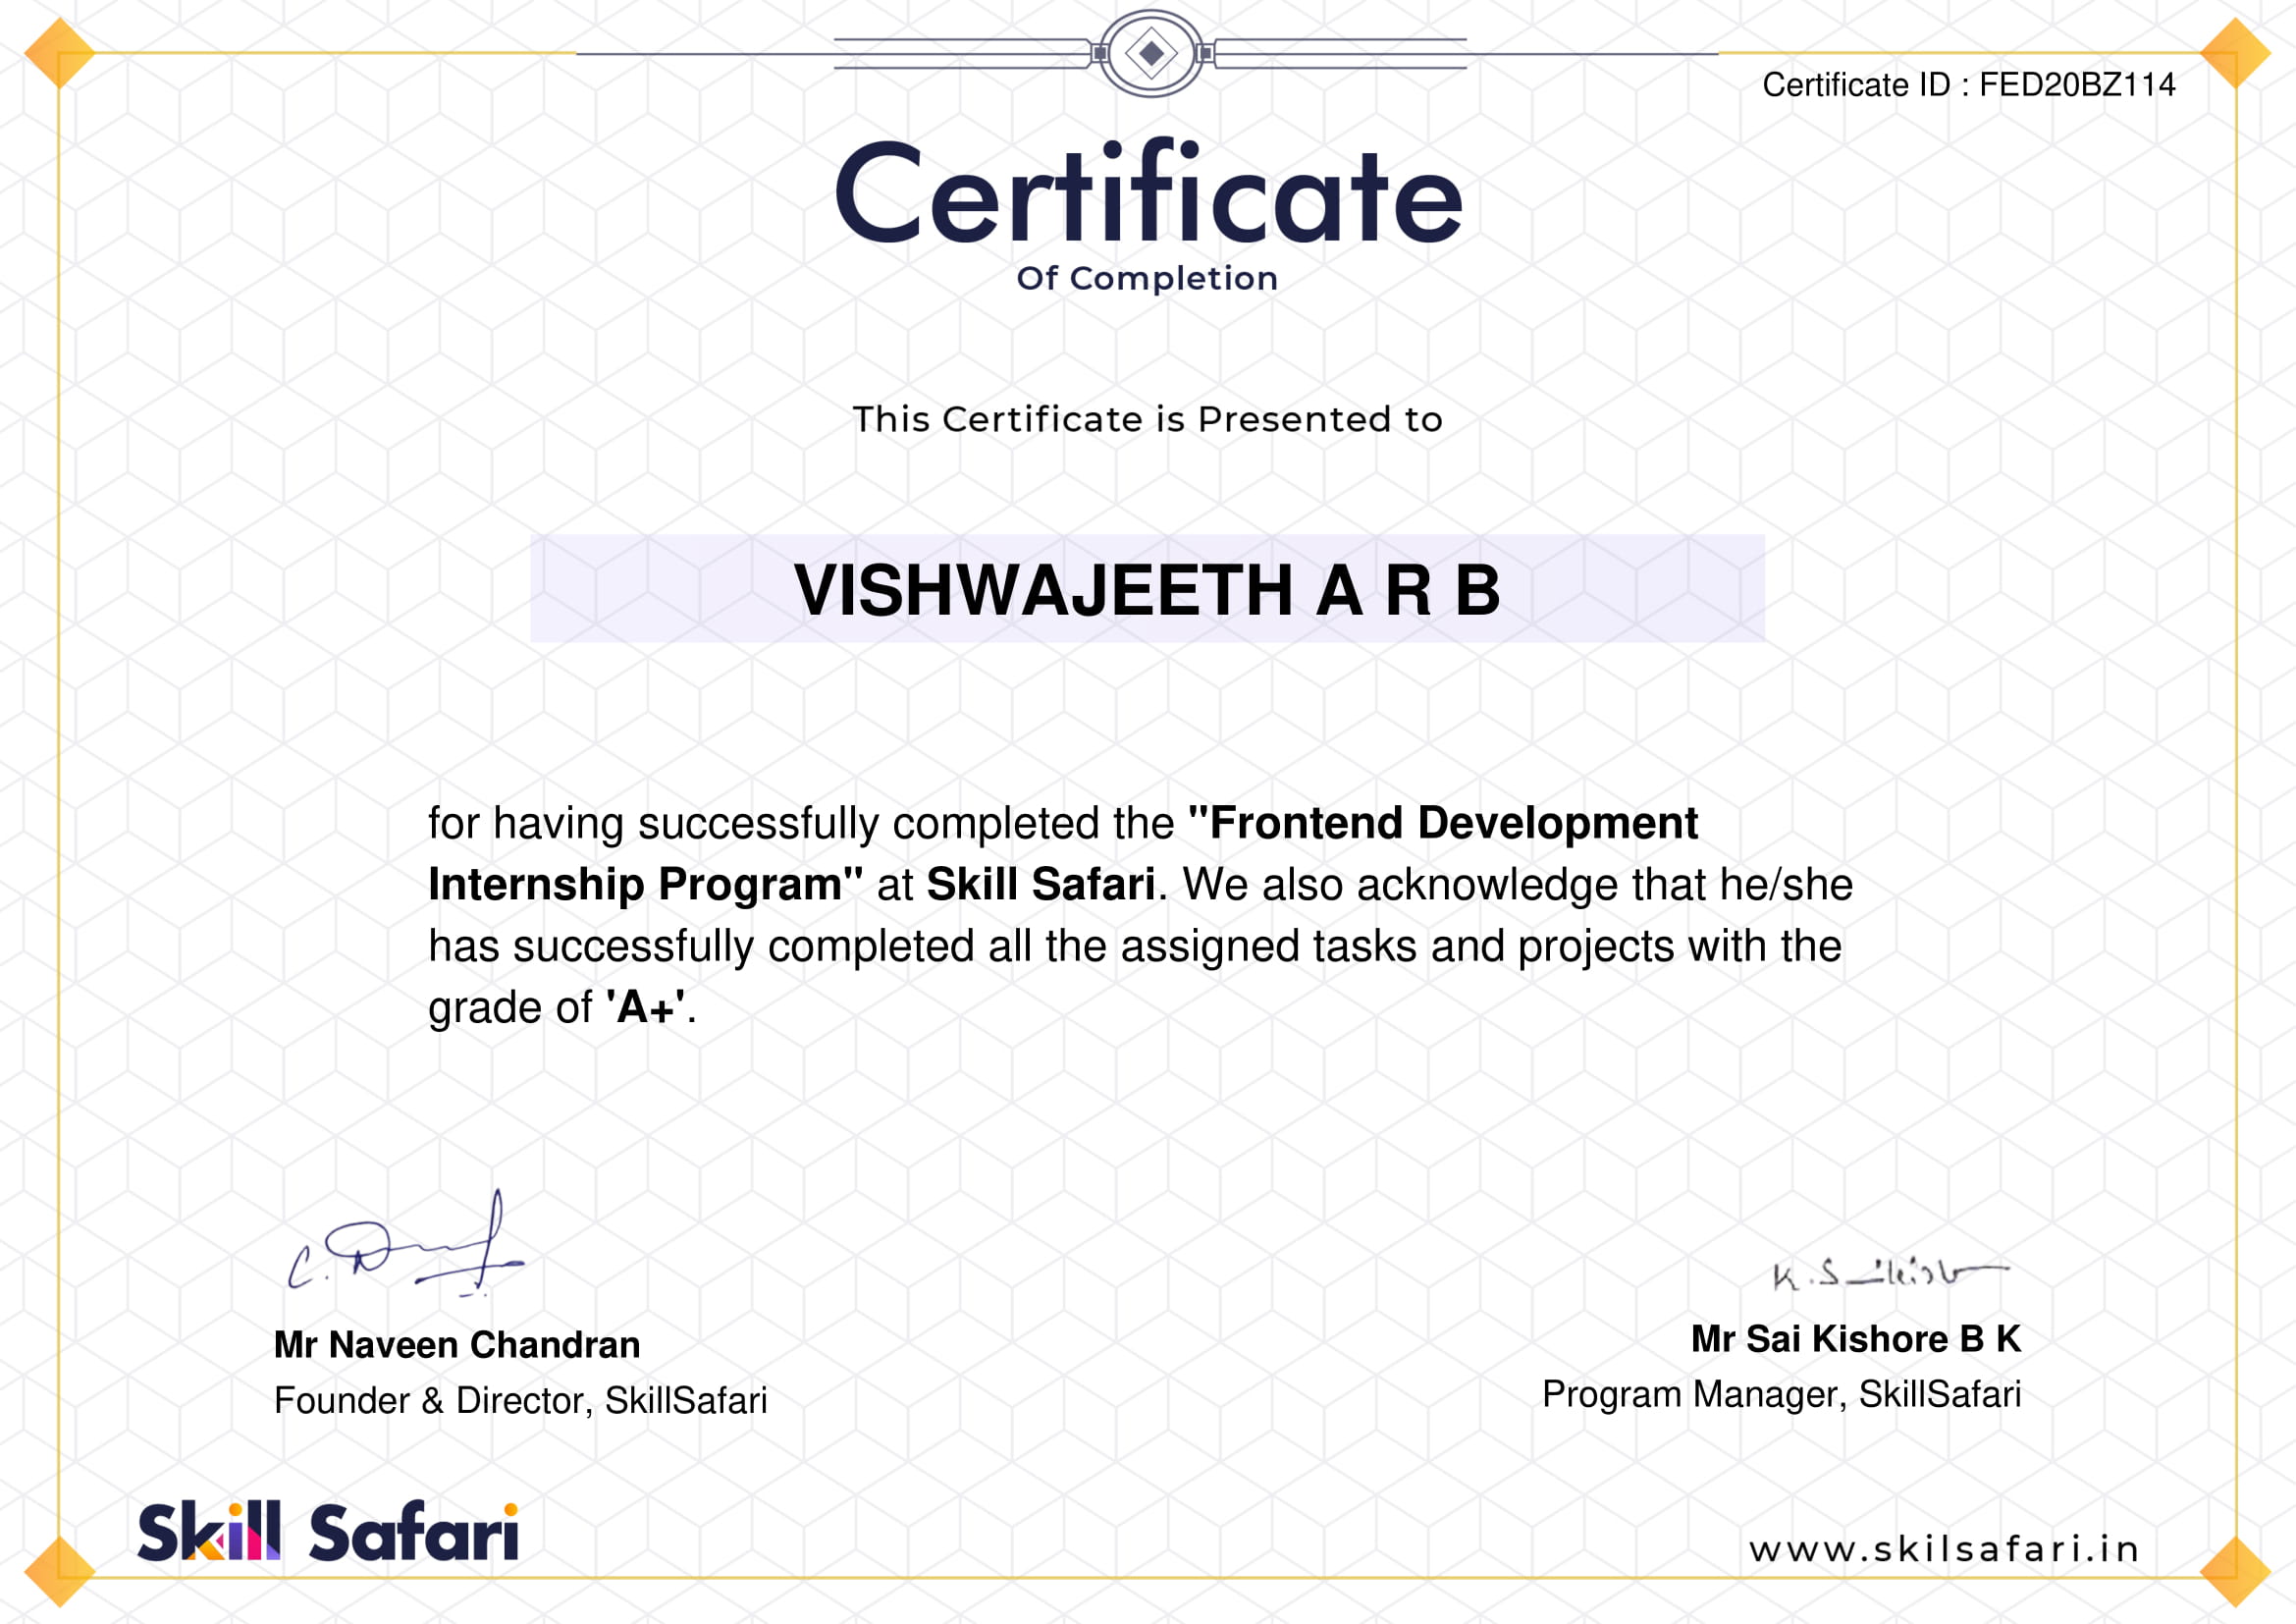 Certificate ID : FED20BZ114
Certificate
Of Completion
This Certificate is Presented to
VISHWAJEETH A R B
for having successfully completed the "Frontend Development
Internship Program" at Skill Safari. We also acknowledge that he/she
has successfully completed all the assigned tasks and projects with the
grade of 'A+'.
Mr Naveen Chandran
Founder & Director, SkillSafari
K.Saikish
Mr Sai Kishore B K
Program Manager, SkillSafari
Skill Safari
www.skilsafari.in